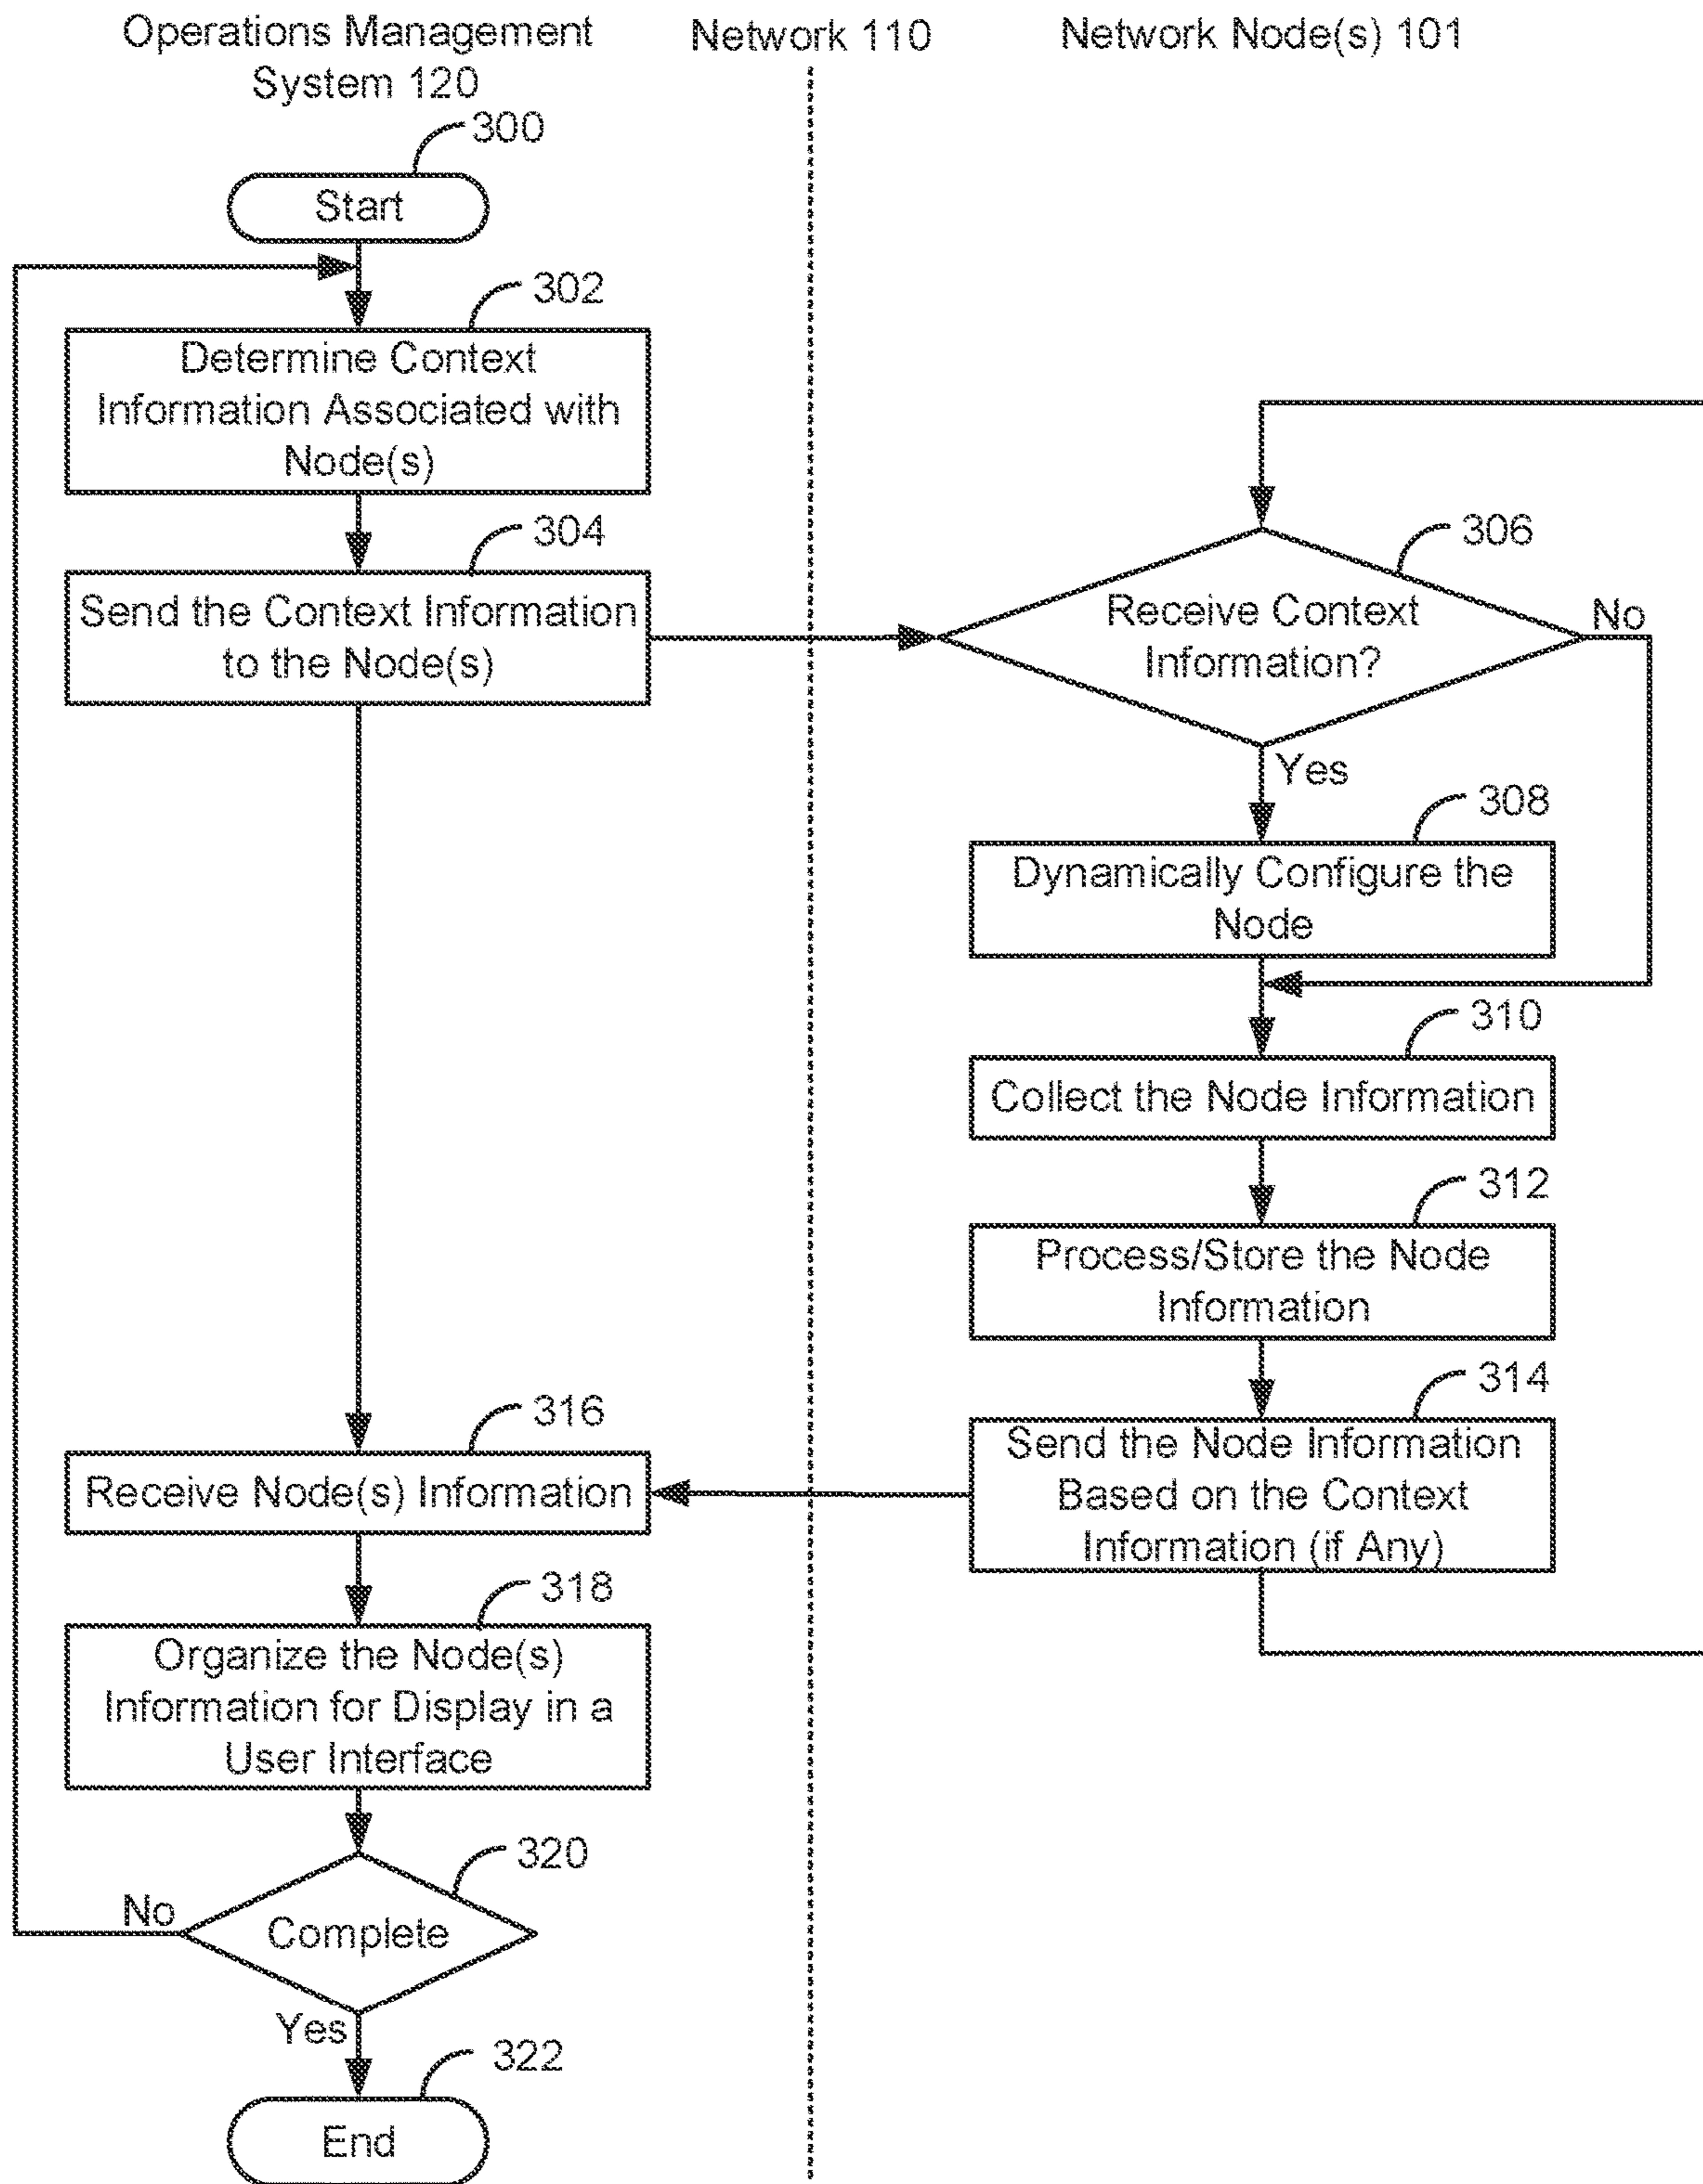 Operations Management
System 120
Network 110
Network Node(s) 101
300
Start
302
Determine Context
Information Associated with
Node(s)
304
Send the Context Information
to the Node(s)
306
Receive Context
Information?
No
Yes
308
Dynamically Configure the
Node
310
Collect the Node Information
312
Process/Store the Node
Information
314
Send the Node Information
Based on the Context
Information (if Any)
316
Receive Node(s) Information
318
Organize the Node(s)
Information for Display in a
User Interface
320
Complete
No
Yes
322
End